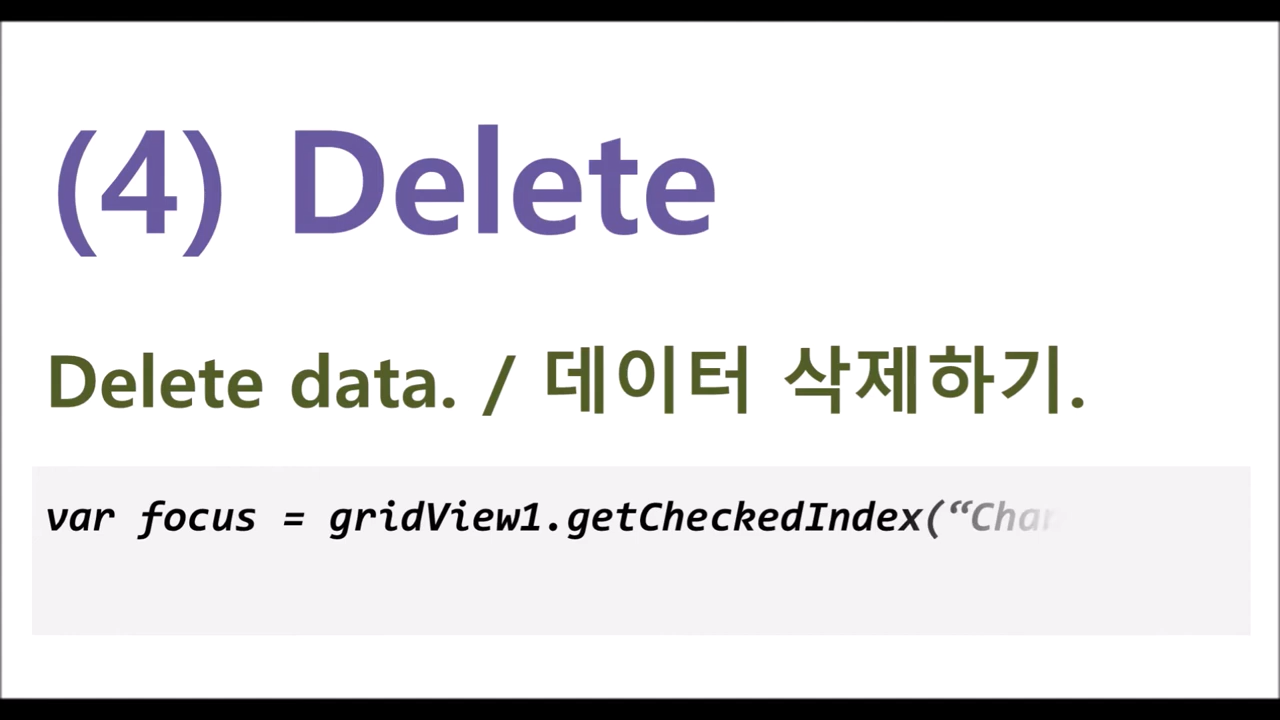 (4) Delete
Delete data. / 데이터 삭제하기.
var focus = gridView1.getCheckedIndex(“Cha